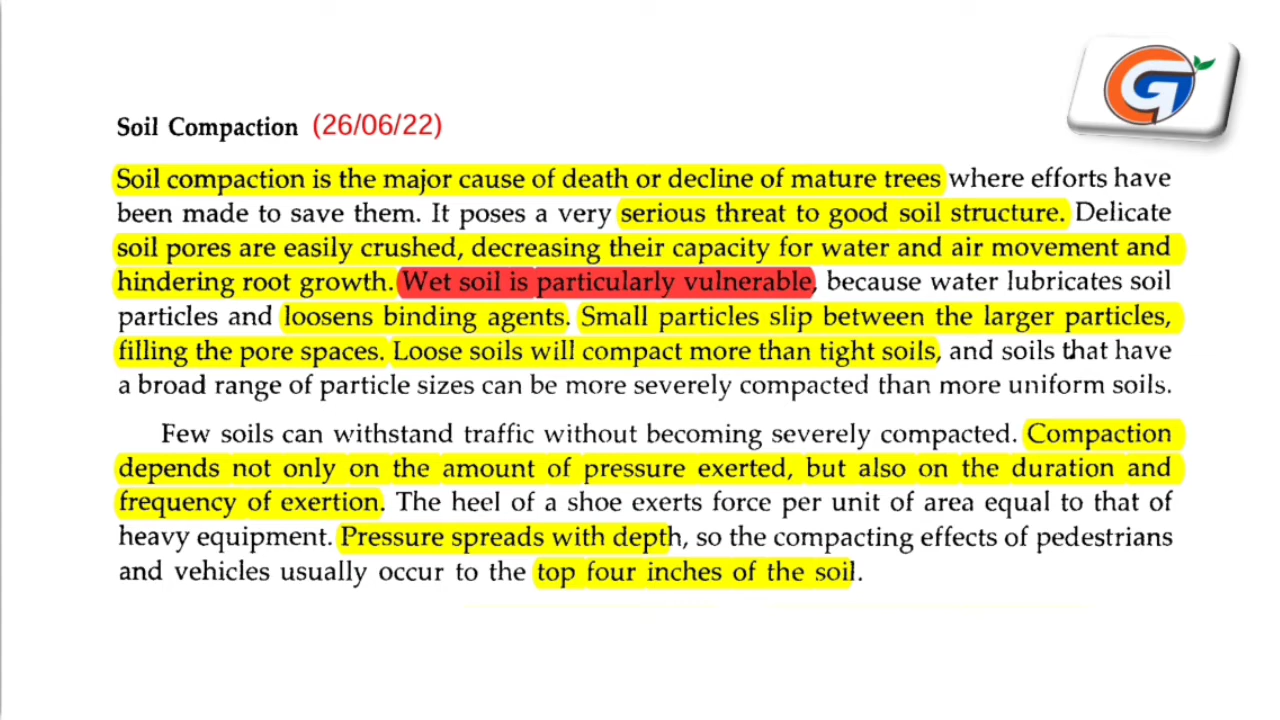 Soil Compaction (26/06/22)
Soil compaction is the major cause of death or decline of mature trees where efforts have
been made to save them. It poses a very serious threat to good soil structure. Delicate
soil pores are easily crushed, decreasing their capacity for water and air movement and
hindering root growth. Wet soil is particularly vulnerable, because water lubricates soil
particles and loosens binding agents. Small particles slip between the larger particles,
filling the pore spaces. Loose soils will compact more than tight soils, and soils that have
a broad range of particle sizes can be more severely compacted than more uniform soils.
Few soils can withstand traffic without becoming severely compacted. Compaction
depends not only on the amount of pressure exerted, but also on the duration and
frequency of exertion. The heel of a shoe exerts force per unit of area equal to that of
heavy equipment. Pressure spreads with depth, so the compacting effects of pedestrians
and vehicles usually occur to the top four inches of the soil.